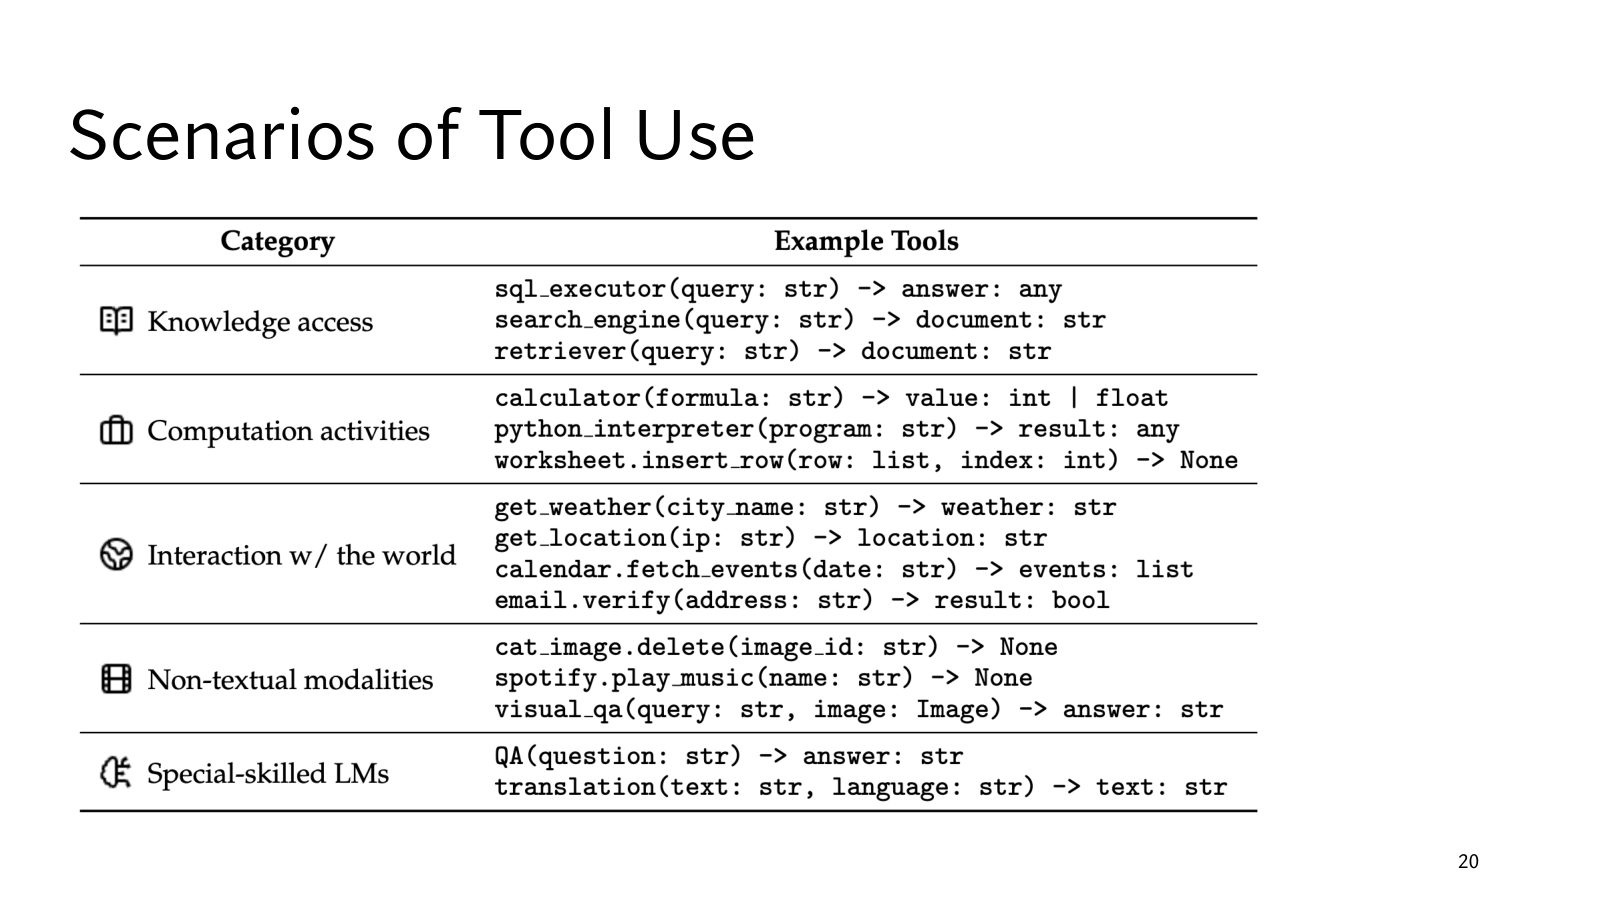 Scenarios of Tool Use
Category Example Tools
Knowledge access
sql_executor(query: str) -> answer: any
search_engine(query: str) -> document: str
retriever(query: str) -> document: str
Computation activities
calculator(formula: str) -> value: int | float
python_interpreter(program: str) -> result: any
worksheet.insert_row(row: list, index: int) -> None
Interaction w/ the world
get_weather(city_name: str) -> weather: str
get_location(ip: str) -> location: str
calendar.fetch_events(date: str) -> events: list
email.verify(address: str) -> result: bool
Non-textual modalities
cat_image.delete(image_id: str) -> None
spotify.play_music(name: str) -> None
visual_qa(query: str, image: Image) -> answer: str
Special-skilled LMs
QA(question: str) -> answer: str
translation(text: str, language: str) -> text: str
20